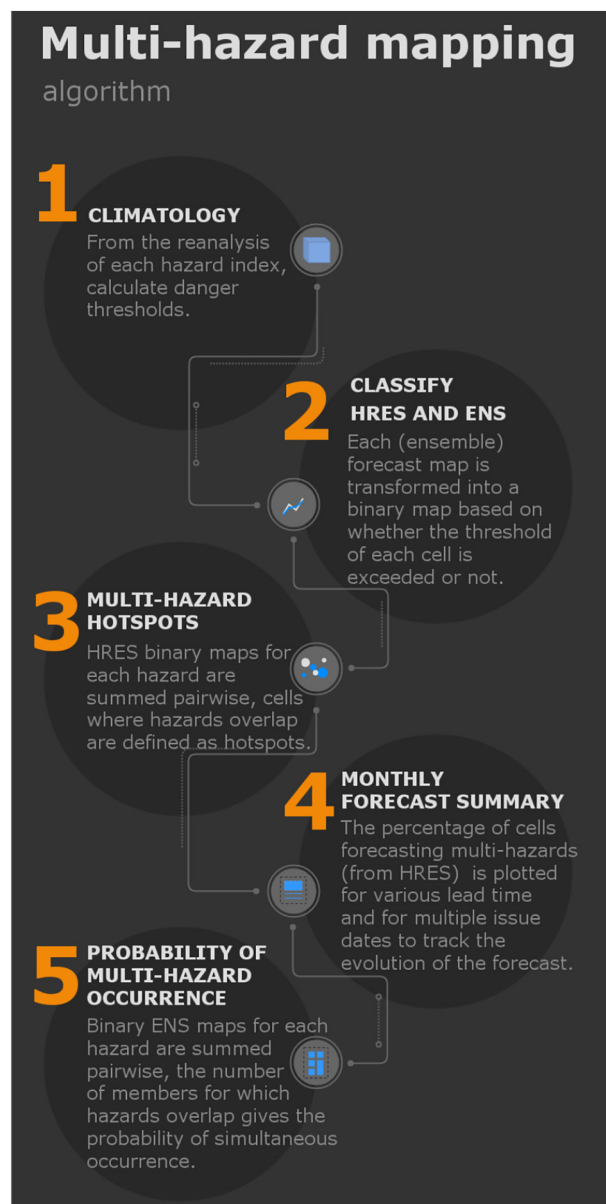 Multi-hazard mapping
algorithm
1
CLIMATOLOGY
From the reanalysis
of each hazard index,
calculate danger
thresholds.
2
CLASSIFY
HRES AND ENS
Each (ensemble)
forecast map is
transformed into a
binary map based on
whether the threshold
of each cell is
exceeded or not.
3
MULTI-HAZARD
HOTSPOTS
HRES binary maps for
each hazard are
summed pairwise, cells
where hazards overlap
are defined as hotspots.
4
MONTHLY
FORECAST SUMMARY
The percentage of cells
forecasting multi-hazards
(from HRES) is plotted
for various lead time
and for multiple issue
dates to track the
evolution of the forecast.
5
PROBABILITY OF
MULTI-HAZARD
OCCURRENCE
Binary ENS maps for each
hazard are summed
pairwise, the number
of members for which
hazards overlap gives the
probability of simultaneous
occurrence.